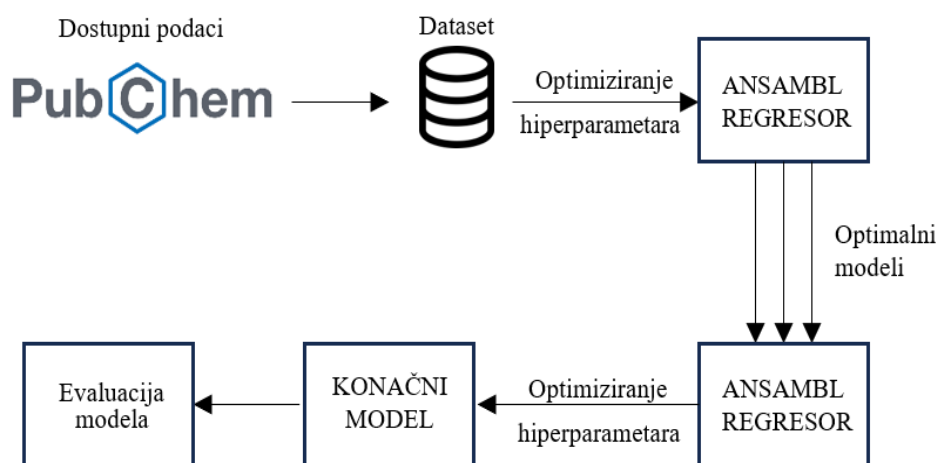 Dostupni podaci
PubChem
Dataset
Optimiziranje
hiperparametara
ANSAMBL
REGRESOR
Optimalni
modeli
ANSAMBL
REGRESOR
Optimiziranje
hiperparametara
KONAČNI
MODEL
Evaluacija
modela